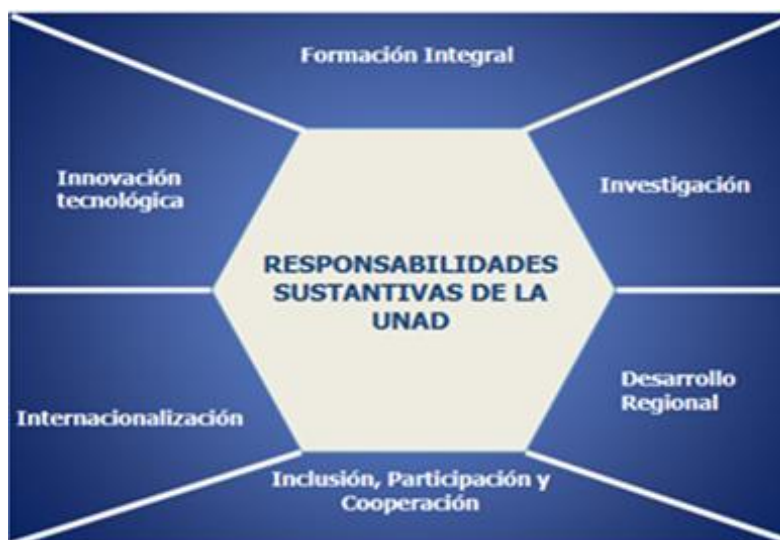 Formación Integral
Innovación
tecnológica
Investigación
RESPONSABILIDADES
SUSTANTIVAS DE LA
UNAD
Internacionalización
Desarrollo
Regional
Inclusión, Participación y
Cooperación